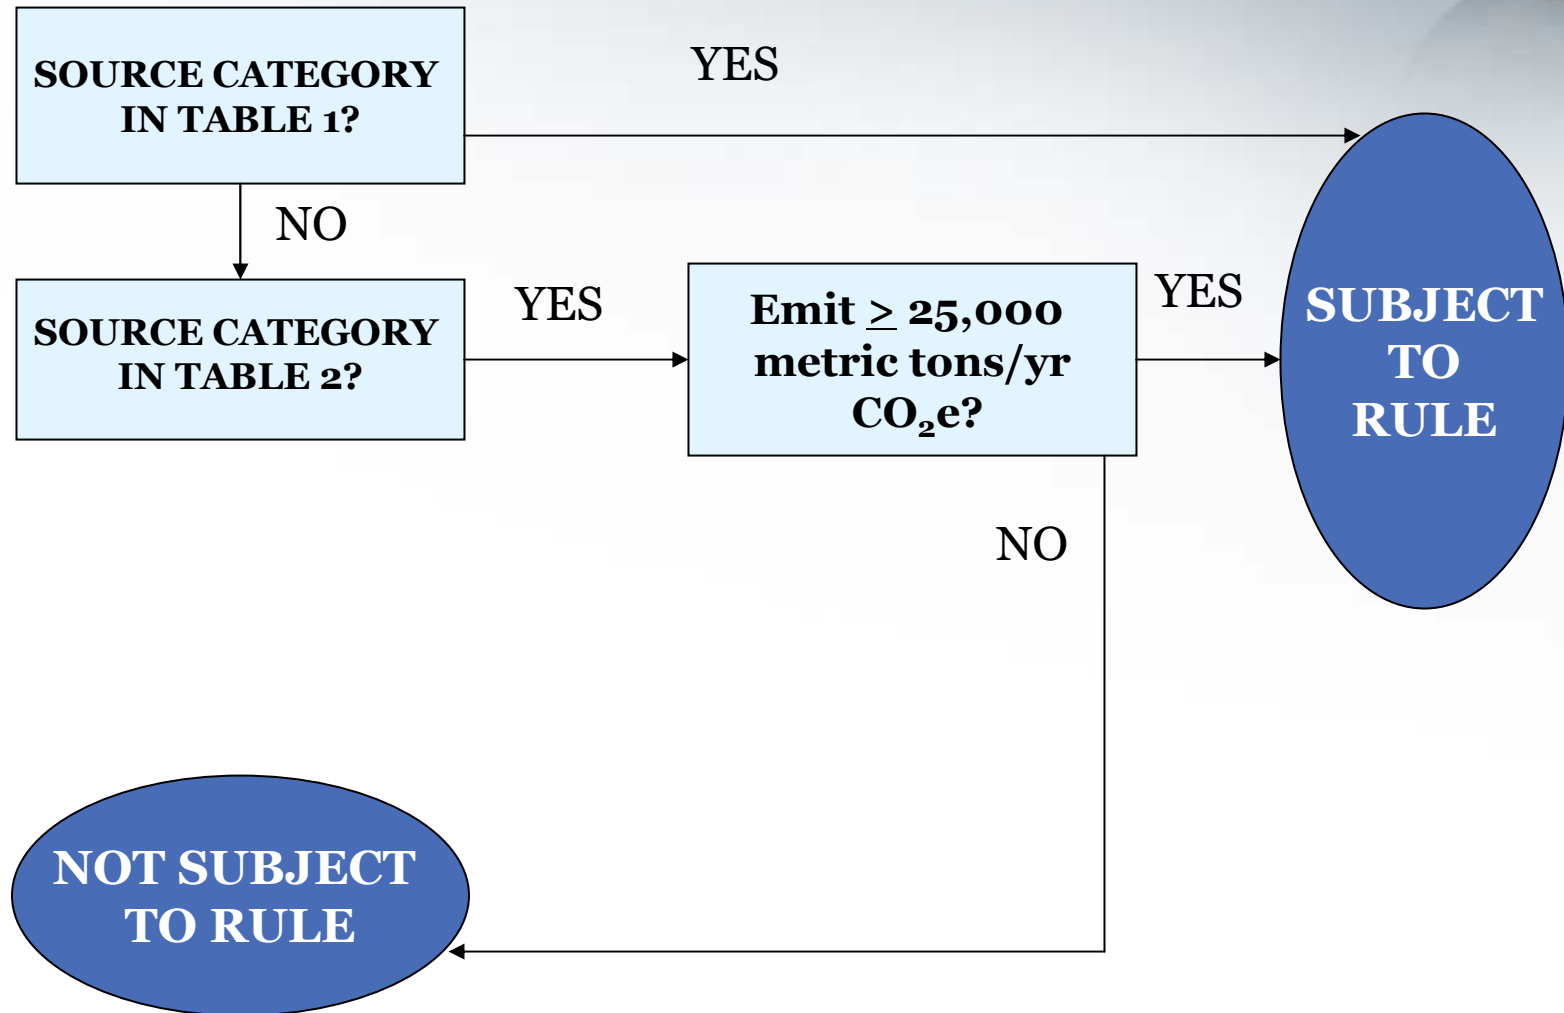 SOURCE CATEGORY
IN TABLE 1?
YES
NO
SOURCE CATEGORY
IN TABLE 2?
YES
Emit ≥ 25,000
metric tons/yr
CO₂e?
YES
SUBJECT
TO
RULE
NO
NOT SUBJECT
TO RULE